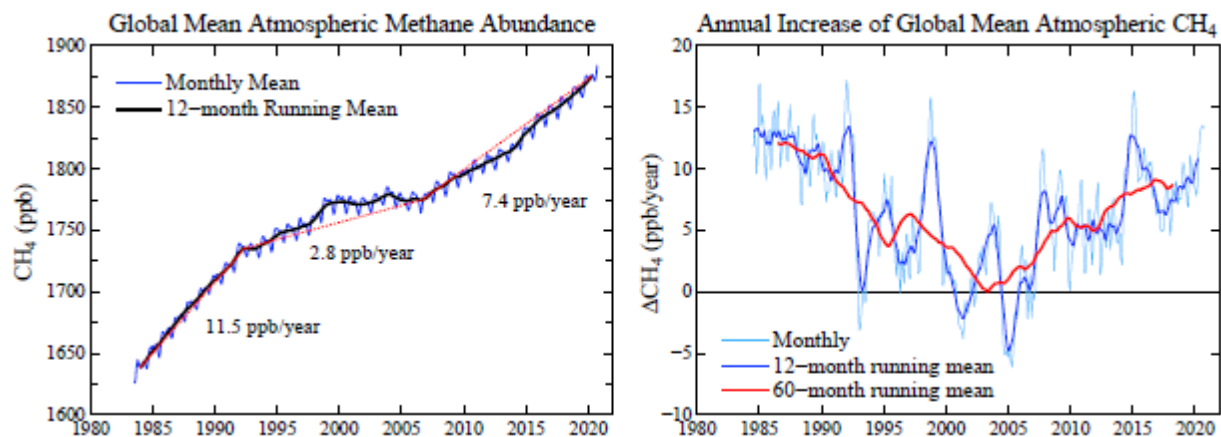 Global Mean Atmospheric Methane Abundance
1900
1850
1800
1750
1700
1650
1600
CH₄ (ppb)
Monthly Mean
12−month Running Mean
7.4 ppb/year
2.8 ppb/year
11.5 ppb/year
1980 1985 1990 1995 2000 2005 2010 2015 2020
Annual Increase of Global Mean Atmospheric CH₄
20
15
10
5
0
−5
−10
ΔCH₄ (ppb/year)
Monthly
12−month running mean
60−month running mean
1980 1985 1990 1995 2000 2005 2010 2015 2020